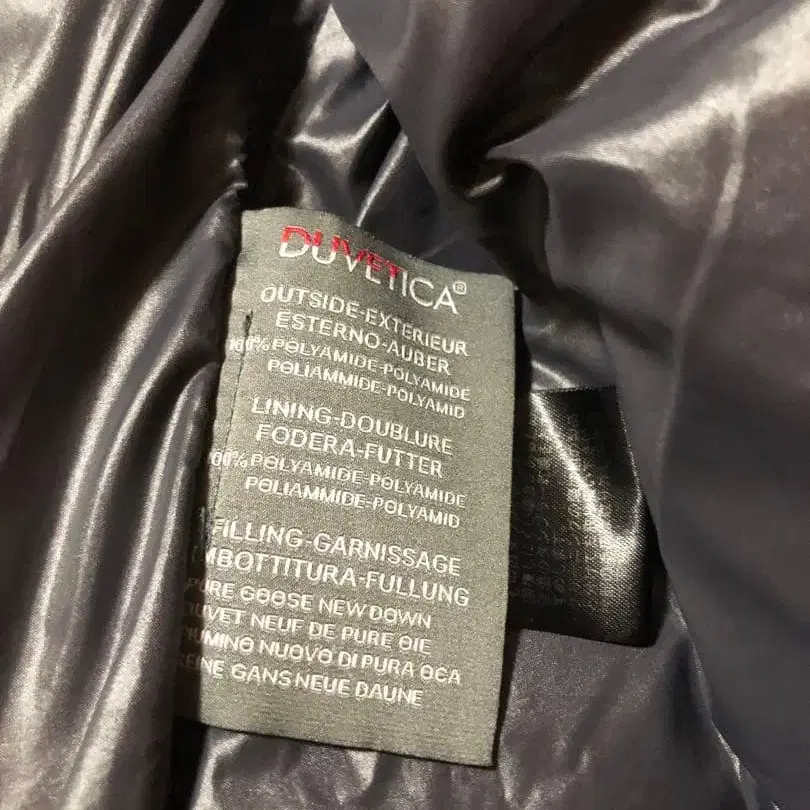 DUVETICA®
OUTSIDE-EXTERIEUR
ESTERNO-AUBER
100% POLYAMIDE-POLYAMIDE
POLIAMMIDE-POLYAMID
LINING-DOUBLURE
FODERA-FUTTER
100% POLYAMIDE-POLYAMIDE
POLIAMMIDE-POLYAMID
FILLING-GARNISSAGE
IMBOTTITURA-FULLUNG
PURE GOOSE NEW DOWN
DUVET NEUF DE PURE OIE
PIUMINO NUOVO DI PURA OCA
REINE GANS NEUE DAUNE